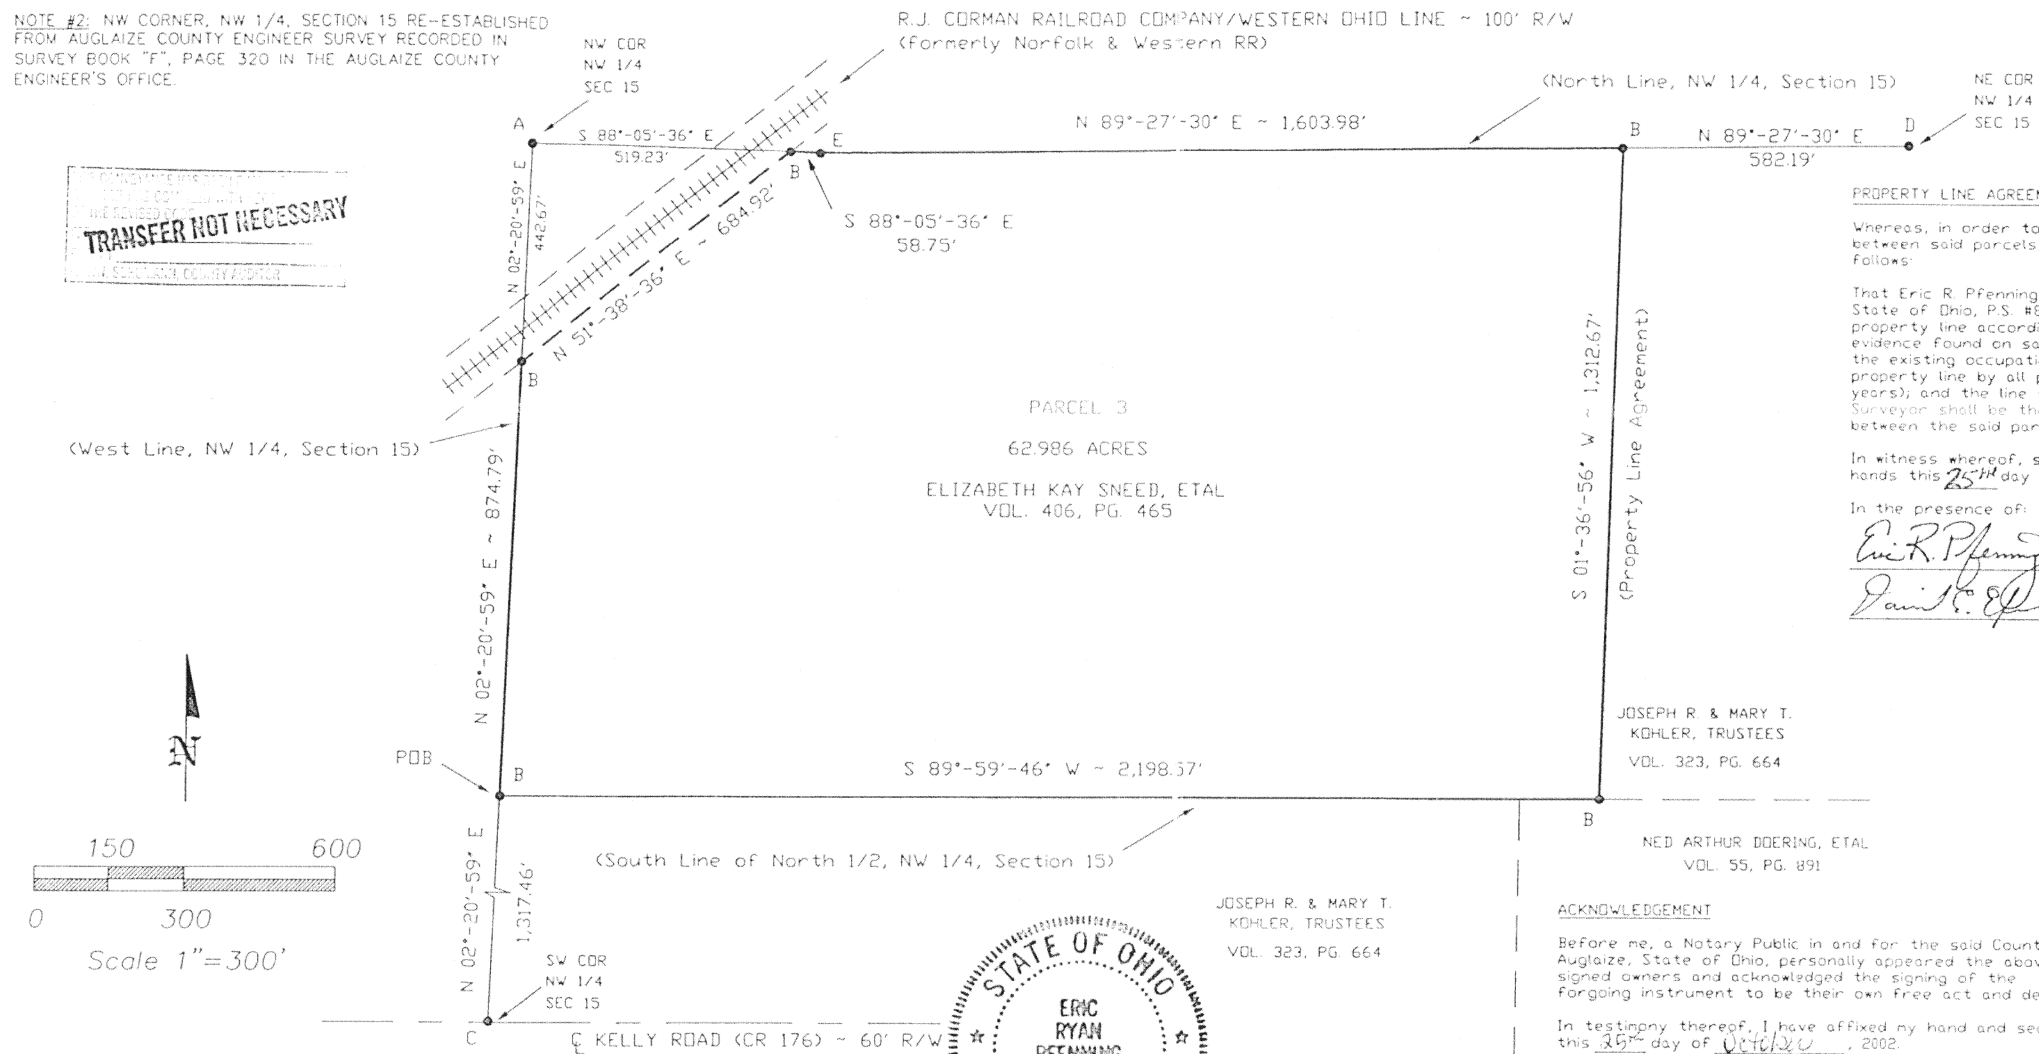 NOTE #2: NW CORNER, NW 1/4, SECTION 15 RE-ESTABLISHED
FROM AUGLAIZE COUNTY ENGINEER SURVEY RECORDED IN
SURVEY BOOK "F", PAGE 320 IN THE AUGLAIZE COUNTY
ENGINEER'S OFFICE.
NW COR
NW 1/4
SEC 15
R.J. CORMAN RAILROAD COMPANY/WESTERN OHIO LINE ~ 100' R/W
(formerly Norfolk & Western RR)
(North Line, NW 1/4, Section 15)
NE COR
NW 1/4
SEC 15
A
S 88°-05'-36" E
519.23'
B
E
N 89°-27'-30" E ~ 1,603.98'
B
N 89°-27'-30" E
582.19'
D
S 88°-05'-36" E
58.75'
N 02°-20'-59" E
442.67'
N 51°-38'-36" E ~ 684.92'
TRANSFER NOT NECESSARY
COUNTY AUDITOR
B
(West Line, NW 1/4, Section 15)
N 02°-20'-59" E ~ 874.79'
PARCEL 3
62.986 ACRES
ELIZABETH KAY SNEED, ETAL
VOL. 406, PG. 465
S 01°-36'-56" W ~ 1,312.67'
(Property Line Agreement)
PROPERTY LINE AGREEM
Whereas, in order to
between said parcels
follows:
That Eric R. Pfenning
State of Ohio, P.S. #8
property line accordi
evidence found on sa
the existing occupati
property line by all p
years); and the line
Surveyor shall be the
between the said par
In witness whereof, s
hands this 25th day
In the presence of:
Eric R. Pfenning
David E.
N
POB
B
S 89°-59'-46" W ~ 2,198.37'
B
JOSEPH R. & MARY T.
KOHLER, TRUSTEES
VOL. 323, PG. 664
(South Line of North 1/2, NW 1/4, Section 15)
NED ARTHUR DOERING, ETAL
VOL. 55, PG. 891
150 600
0 300
Scale 1"=300'
N 02°-20'-59" E
1,317.46'
SW COR
NW 1/4
SEC 15
C
℄ KELLY ROAD (CR 176) ~ 60' R/W
STATE OF OHIO
ERIC
RYAN
PFENNING
JOSEPH R. & MARY T.
KOHLER, TRUSTEES
VOL. 323, PG. 664
ACKNOWLEDGEMENT
Before me, a Notary Public in and for the said Count
Auglaize, State of Ohio, personally appeared the abov
signed owners and acknowledged the signing of the
forgoing instrument to be their own free act and de
In testimony thereof, I have affixed my hand and sea
this 25th day of October, 2002.